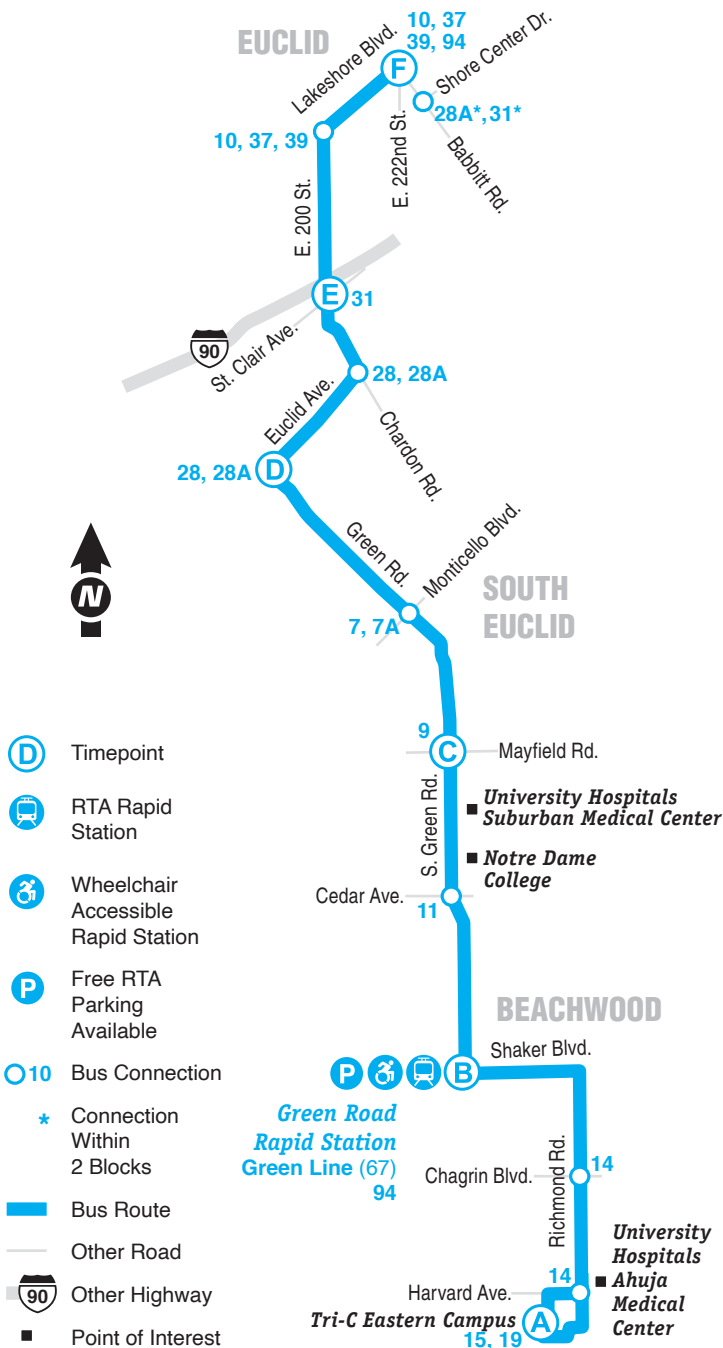 EUCLID
10, 37
39, 94
Lakeshore Blvd.
F
Shore Center Dr.
28A*, 31*
10, 37, 39
E. 222nd St.
Babbitt Rd.
E. 200 St.
E
31
90
St. Clair Ave.
28, 28A
Euclid Ave.
Chardon Rd.
28, 28A
D
Green Rd.
Monticello Blvd.
N
SOUTH
EUCLID
7, 7A
9
C
Mayfield Rd.
S. Green Rd.
University Hospitals
Suburban Medical Center
Notre Dame
College
Cedar Ave.
11
BEACHWOOD
Shaker Blvd.
P
B
Green Road
Rapid Station
Green Line (67)
94
Chagrin Blvd.
14
Richmond Rd.
University
Hospitals
Ahuja
Medical
Center
Harvard Ave.
14
Tri-C Eastern Campus
A
15, 19
D Timepoint
RTA Rapid
Station
Wheelchair
Accessible
Rapid Station
P Free RTA
Parking
Available
10 Bus Connection
* Connection
Within
2 Blocks
Bus Route
Other Road
90 Other Highway
Point of Interest